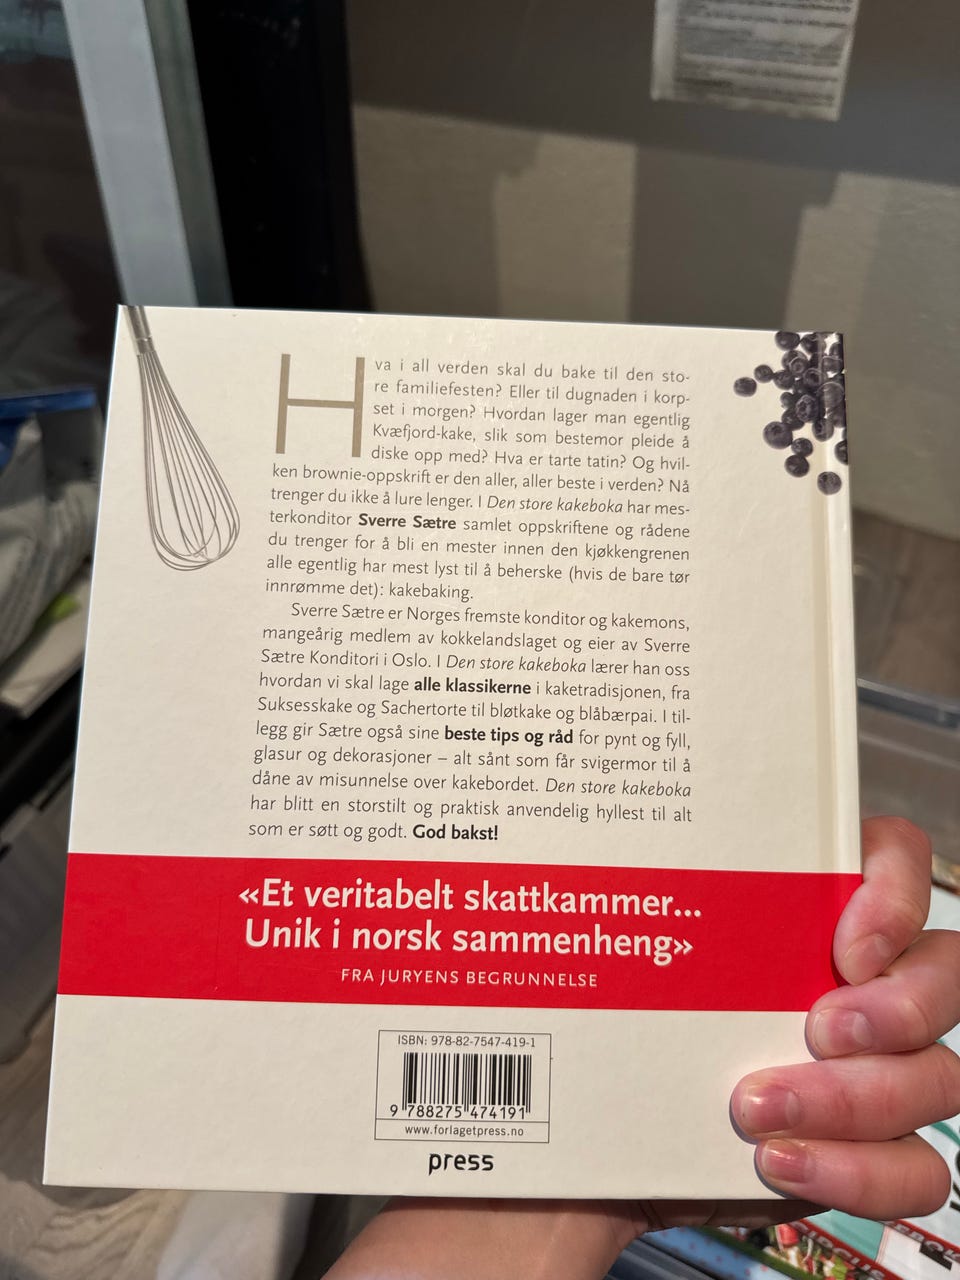 Hva i all verden skal du bake til den sto-
re familiefesten? Eller til dugnaden i korp-
set i morgen? Hvordan lager man egentlig
Kvæfjord-kake, slik som bestemor pleide å
diske opp med? Hva er tarte tatin? Og hvil-
ken brownie-oppskrift er den aller, aller beste i verden? Nå
trenger du ikke å lure lenger. I Den store kakeboka har mes-
terkonditor Sverre Sætre samlet oppskriftene og rådene
du trenger for å bli en mester innen den kjøkkengrenen
alle egentlig har mest lyst til å beherske (hvis de bare tør
innrømme det): kakebaking.
Sverre Sætre er Norges fremste konditor og kakemons,
mangeårig medlem av kokkelandslaget og eier av Sverre
Sætre Konditori i Oslo. I Den store kakeboka lærer han oss
hvordan vi skal lage alle klassikerne i kaketradisjonen, fra
Suksesskake og Sachertorte til bløtkake og blåbærpai. I til-
legg gir Sætre også sine beste tips og råd for pynt og fyll,
glasur og dekorasjoner – alt sånt som får svigermor til å
dåne av misunnelse over kakebordet. Den store kakeboka
har blitt en storstilt og praktisk anvendelig hyllest til alt
som er søtt og godt. God bakst!
«Et veritabelt skattkammer...
Unik i norsk sammenheng»
FRA JURYENS BEGRUNNELSE
ISBN: 978-82-7547-419-1
9 788275 474191
www.forlagetpress.no
press